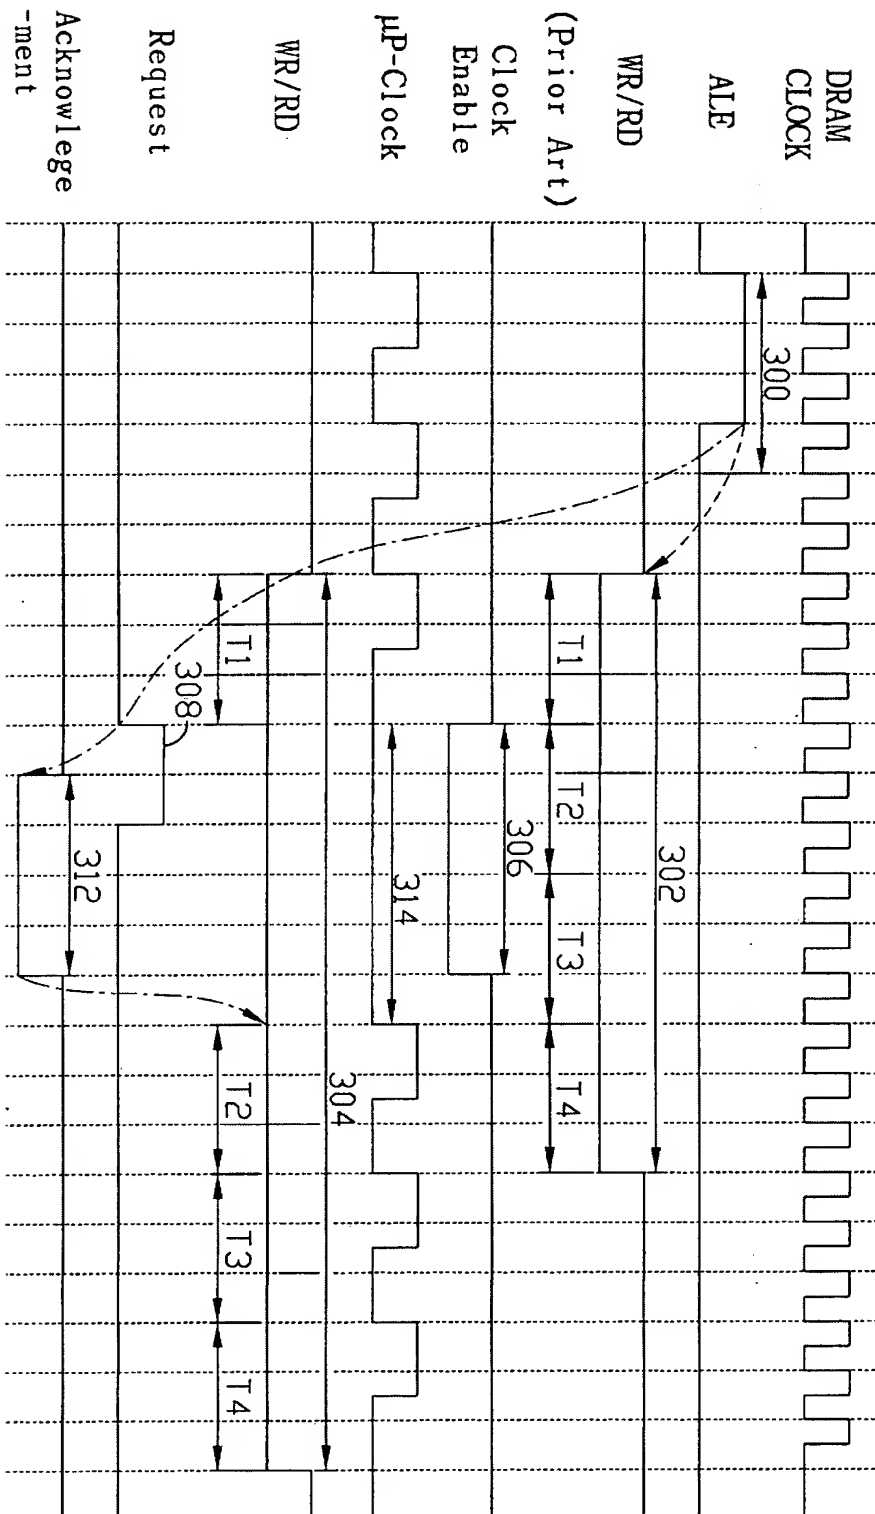 DRAM
CLOCK
ALE
300
WR/RD
(Prior Art)
302
T1
T2
T3
T4
Clock
Enable
306
μP-Clock
314
WR/RD
304
T1
T2
T3
T4
Request
308
Acknowlege
-ment
312